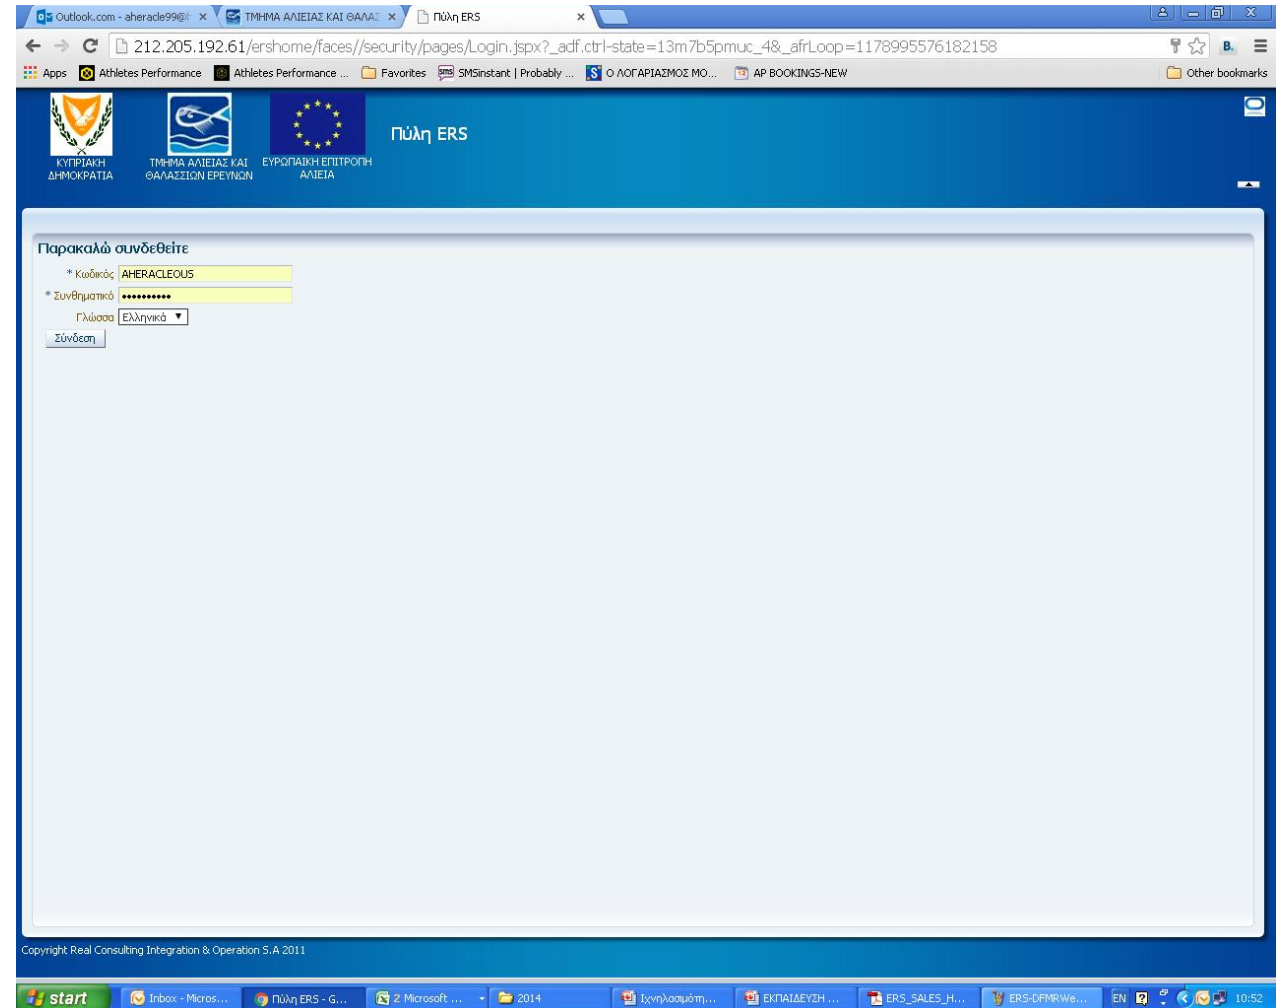 Outlook.com - aheracle99@h
ΤΜΗΜΑ ΑΛΙΕΙΑΣ ΚΑΙ ΘΑΛΑΣ
Πύλη ERS
212.205.192.61/ershome/faces//security/pages/Login.jspx?_adf.ctrl-state=13m7b5pmuc_4&_afrLoop=1178995576182158
Apps Athletes Performance Athletes Performance ... Favorites SMSinstant | Probably ... Ο ΛΟΓΑΡΙΑΣΜΟΣ ΜΟ... AP BOOKINGS-NEW Other bookmarks
ΚΥΠΡΙΑΚΗ
ΔΗΜΟΚΡΑΤΙΑ
ΤΜΗΜΑ ΑΛΙΕΙΑΣ ΚΑΙ
ΘΑΛΑΣΣΙΩΝ ΕΡΕΥΝΩΝ
ΕΥΡΩΠΑΙΚΗ ΕΠΙΤΡΟΠΗ
ΑΛΙΕΙΑ
Πύλη ERS
Παρακαλώ συνδεθείτε
* Κωδικός AHERACLEOUS
* Συνθηματικό ••••••••••
Γλώσσα Ελληνικά
Σύνδεση
Copyright Real Consulting Integration & Operation S.A 2011
start Inbox - Micros... Πύλη ERS - G... 2 Microsoft ... 2014 Ιχνηλασιμότη... ΕΚΠΑΙΔΕΥΣΗ ... ERS_SALES_H... ERS-DFMRWe... EN 10:52